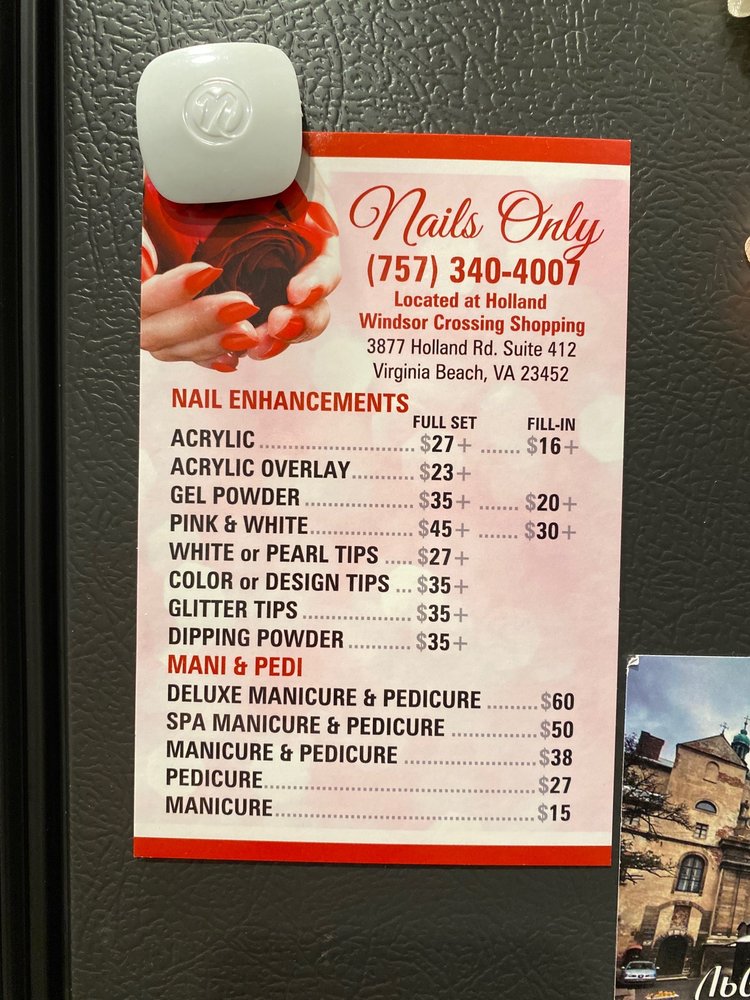 Nails Only
(757) 340-4007
Located at Holland
Windsor Crossing Shopping
3877 Holland Rd. Suite 412
Virginia Beach, VA 23452
NAIL ENHANCEMENTS
FULL SET FILL-IN
ACRYLIC $27+ $16+
ACRYLIC OVERLAY $23+
GEL POWDER $35+ $20+
PINK & WHITE $45+ $30+
WHITE or PEARL TIPS $27+
COLOR or DESIGN TIPS $35+
GLITTER TIPS $35+
DIPPING POWDER $35+
MANI & PEDI
DELUXE MANICURE & PEDICURE $60
SPA MANICURE & PEDICURE $50
MANICURE & PEDICURE $38
PEDICURE $27
MANICURE $15